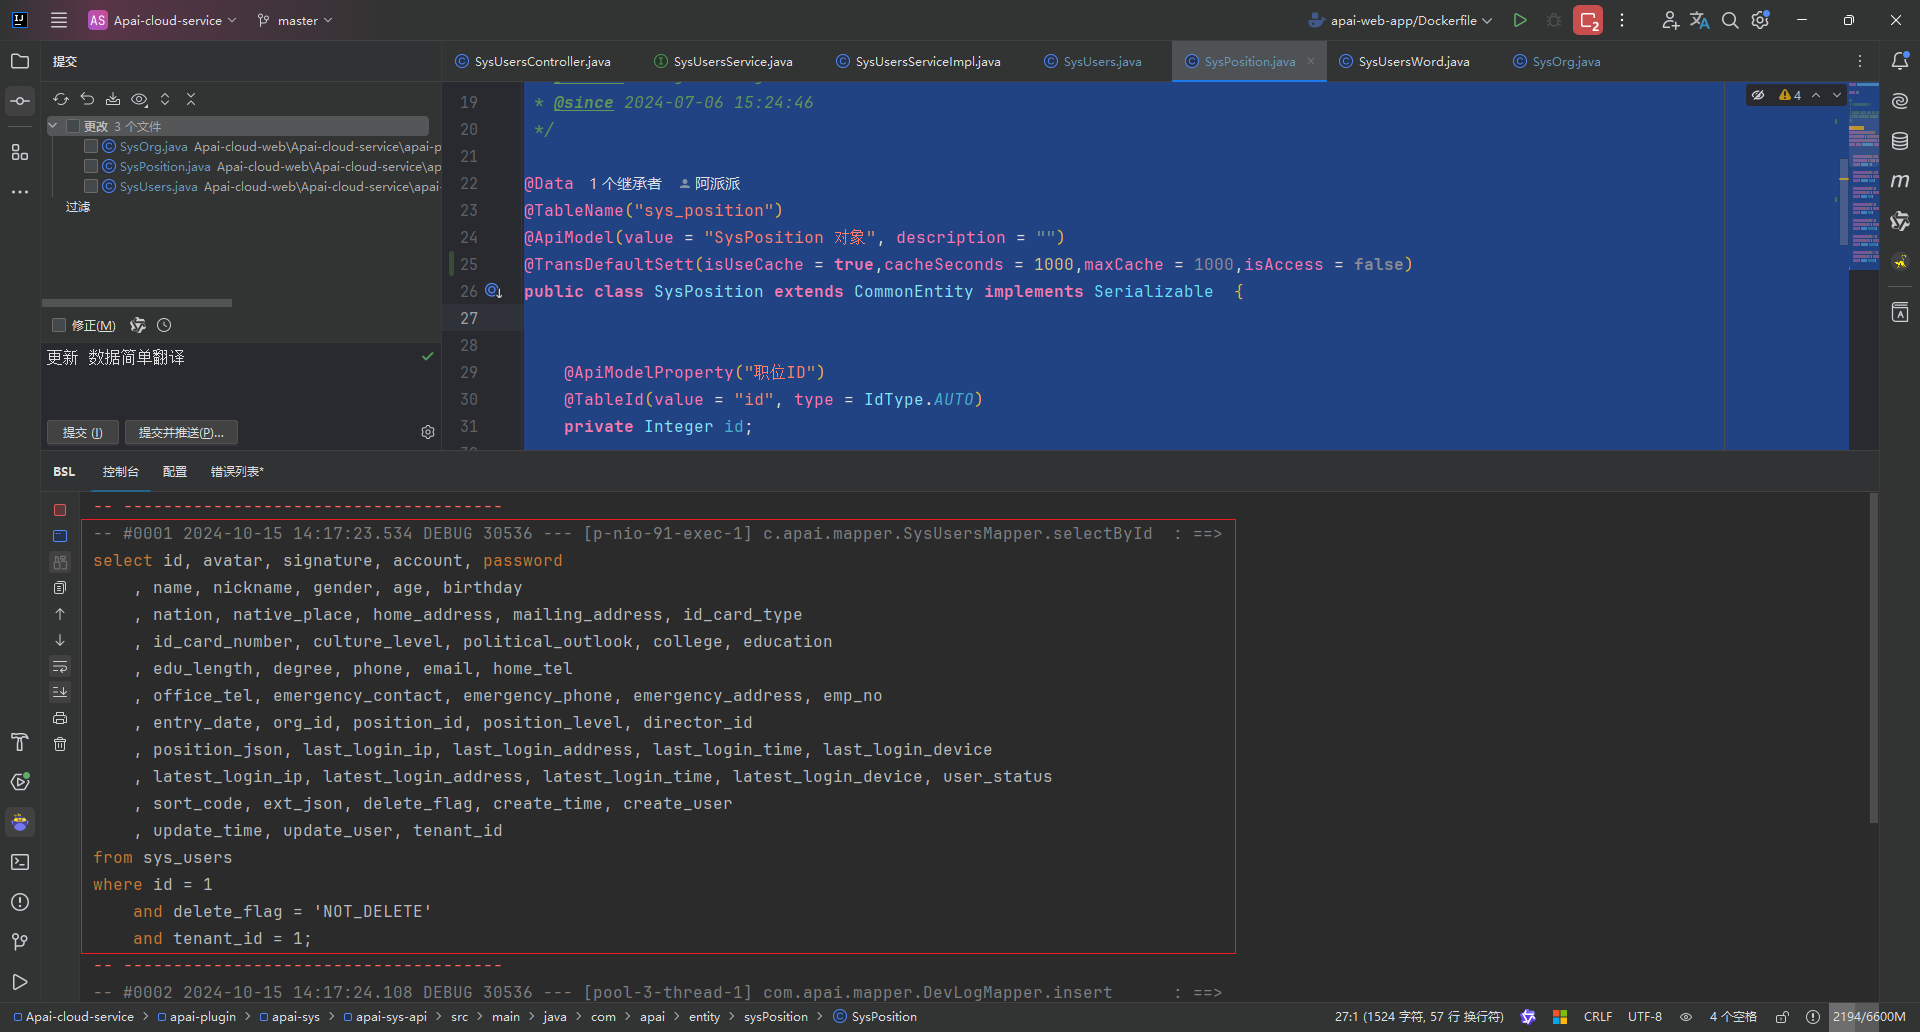 AS Apai-cloud-service master apai-web-app/Dockerfile 2
提交
SysUsersController.java SysUsersService.java SysUsersServiceImpl.java SysUsers.java SysPosition.java SysUsersWord.java SysOrg.java
更改 3 个文件
SysOrg.java Apai-cloud-web\Apai-cloud-service\apai-p
SysPosition.java Apai-cloud-web\Apai-cloud-service\ap
SysUsers.java Apai-cloud-web\Apai-cloud-service\apai-
过滤
修正(M)
更新 数据简单翻译
提交 (I) 提交并推送(P)...
4
19 * @since 2024-07-06 15:24:46
20 */
21
22 @Data 1 个继承者 阿派派
23 @TableName("sys_position")
24 @ApiModel(value = "SysPosition 对象", description = "")
25 @TransDefaultSett(isUseCache = true,cacheSeconds = 1000,maxCache = 1000,isAccess = false)
26 public class SysPosition extends CommonEntity implements Serializable {
27
28
29 @ApiModelProperty("职位ID")
30 @TableId(value = "id", type = IdType.AUTO)
31 private Integer id;
BSL 控制台 配置 错误列表*
-- --------------------------------------
-- #0001 2024-10-15 14:17:23.534 DEBUG 30536 --- [p-nio-91-exec-1] c.apai.mapper.SysUsersMapper.selectById : ==>
select id, avatar, signature, account, password
, name, nickname, gender, age, birthday
, nation, native_place, home_address, mailing_address, id_card_type
, id_card_number, culture_level, political_outlook, college, education
, edu_length, degree, phone, email, home_tel
, office_tel, emergency_contact, emergency_phone, emergency_address, emp_no
, entry_date, org_id, position_id, position_level, director_id
, position_json, last_login_ip, last_login_address, last_login_time, last_login_device
, latest_login_ip, latest_login_address, latest_login_time, latest_login_device, user_status
, sort_code, ext_json, delete_flag, create_time, create_user
, update_time, update_user, tenant_id
from sys_users
where id = 1
and delete_flag = 'NOT_DELETE'
and tenant_id = 1;
-- --------------------------------------
-- #0002 2024-10-15 14:17:24.108 DEBUG 30536 --- [pool-3-thread-1] com.apai.mapper.DevLogMapper.insert : ==>
Apai-cloud-service > apai-plugin > apai-sys > apai-sys-api > src > main > java > com > apai > entity > sysPosition > SysPosition 27:1 (1524 字符, 57 行 换行符) CRLF UTF-8 4 个空格 2194/6600M